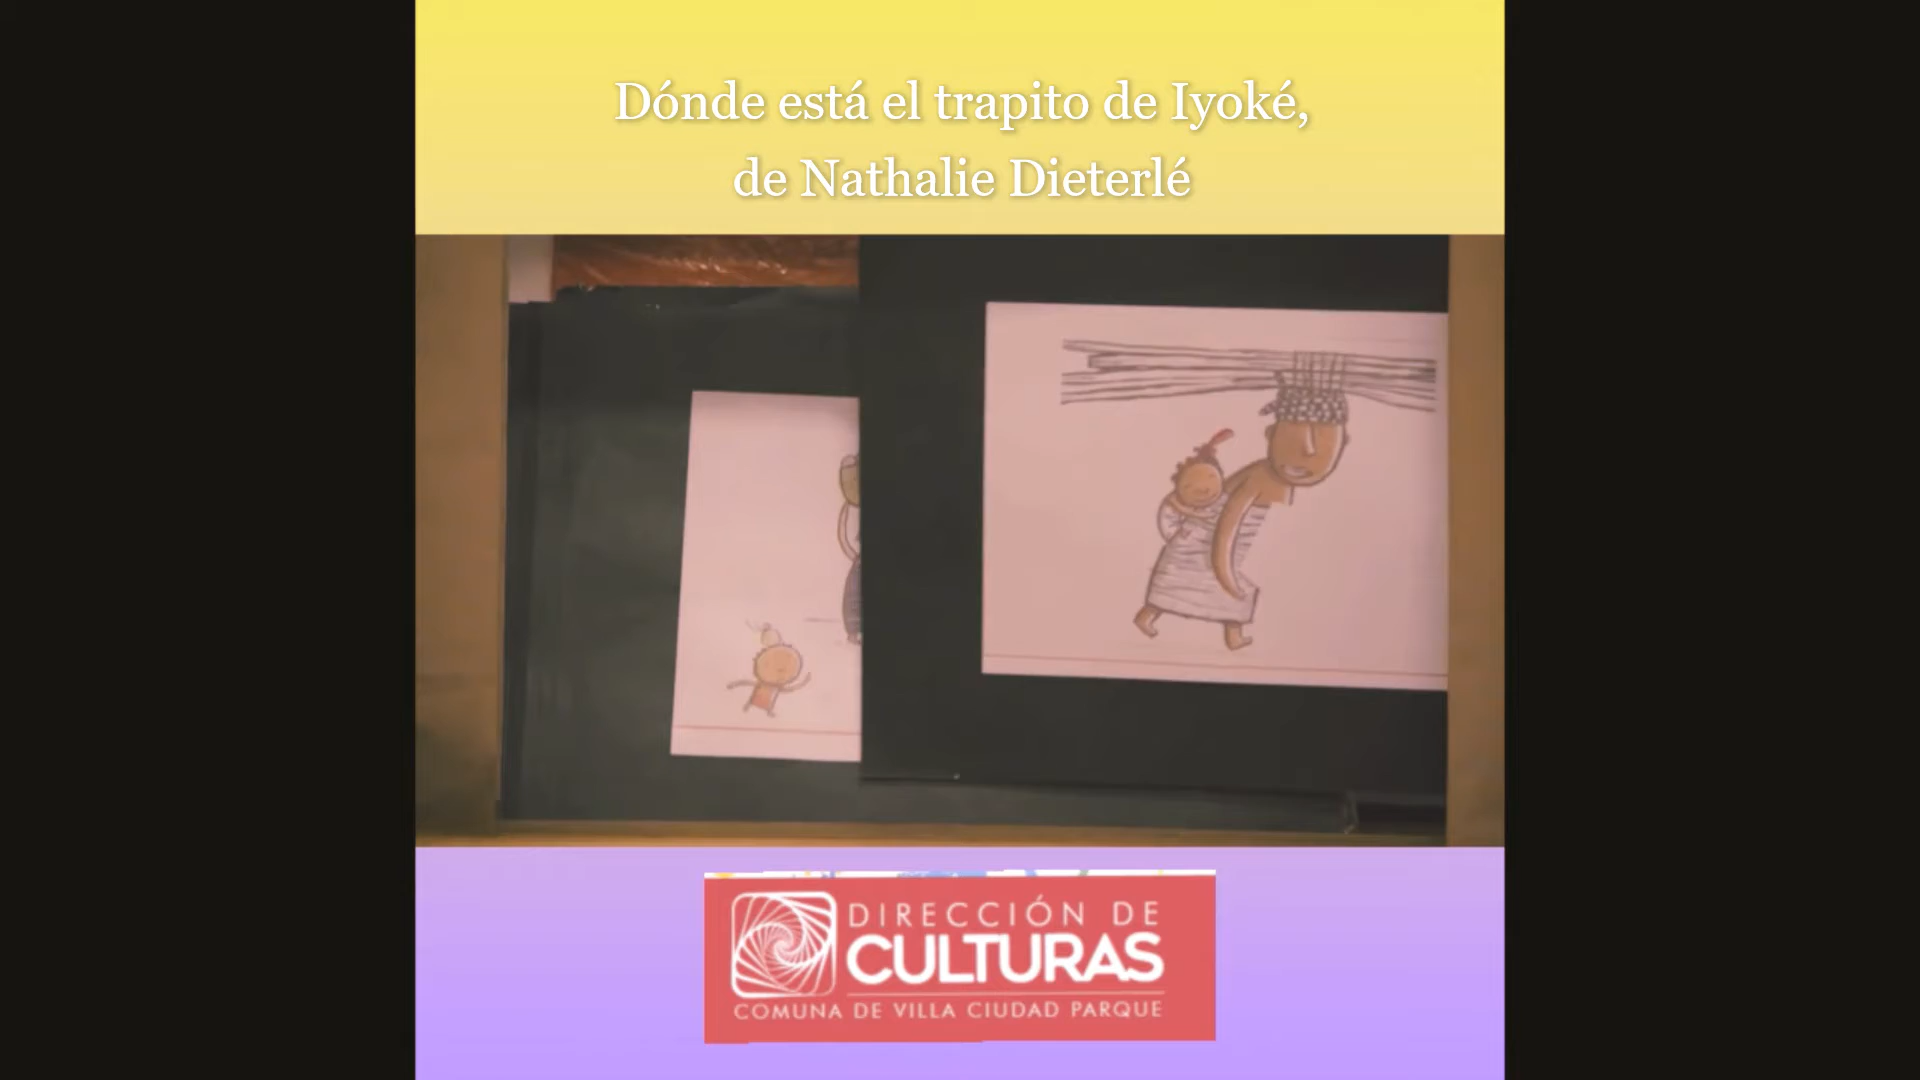 Dónde está el trapito de Iyoké,
de Nathalie Dieterlé
DIRECCIÓN DE
CULTURAS
COMUNA DE VILLA CIUDAD PARQUE